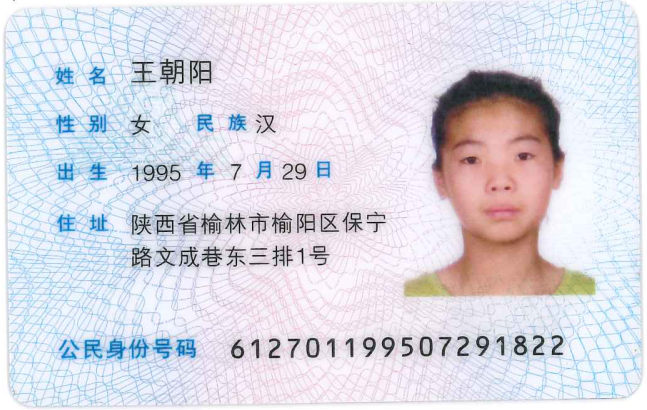 姓名 王朝阳
性别 女 民族 汉
出生 1995 年 7 月 29 日
住址 陕西省榆林市榆阳区保宁
路文成巷东三排1号
公民身份号码 612701199507291822